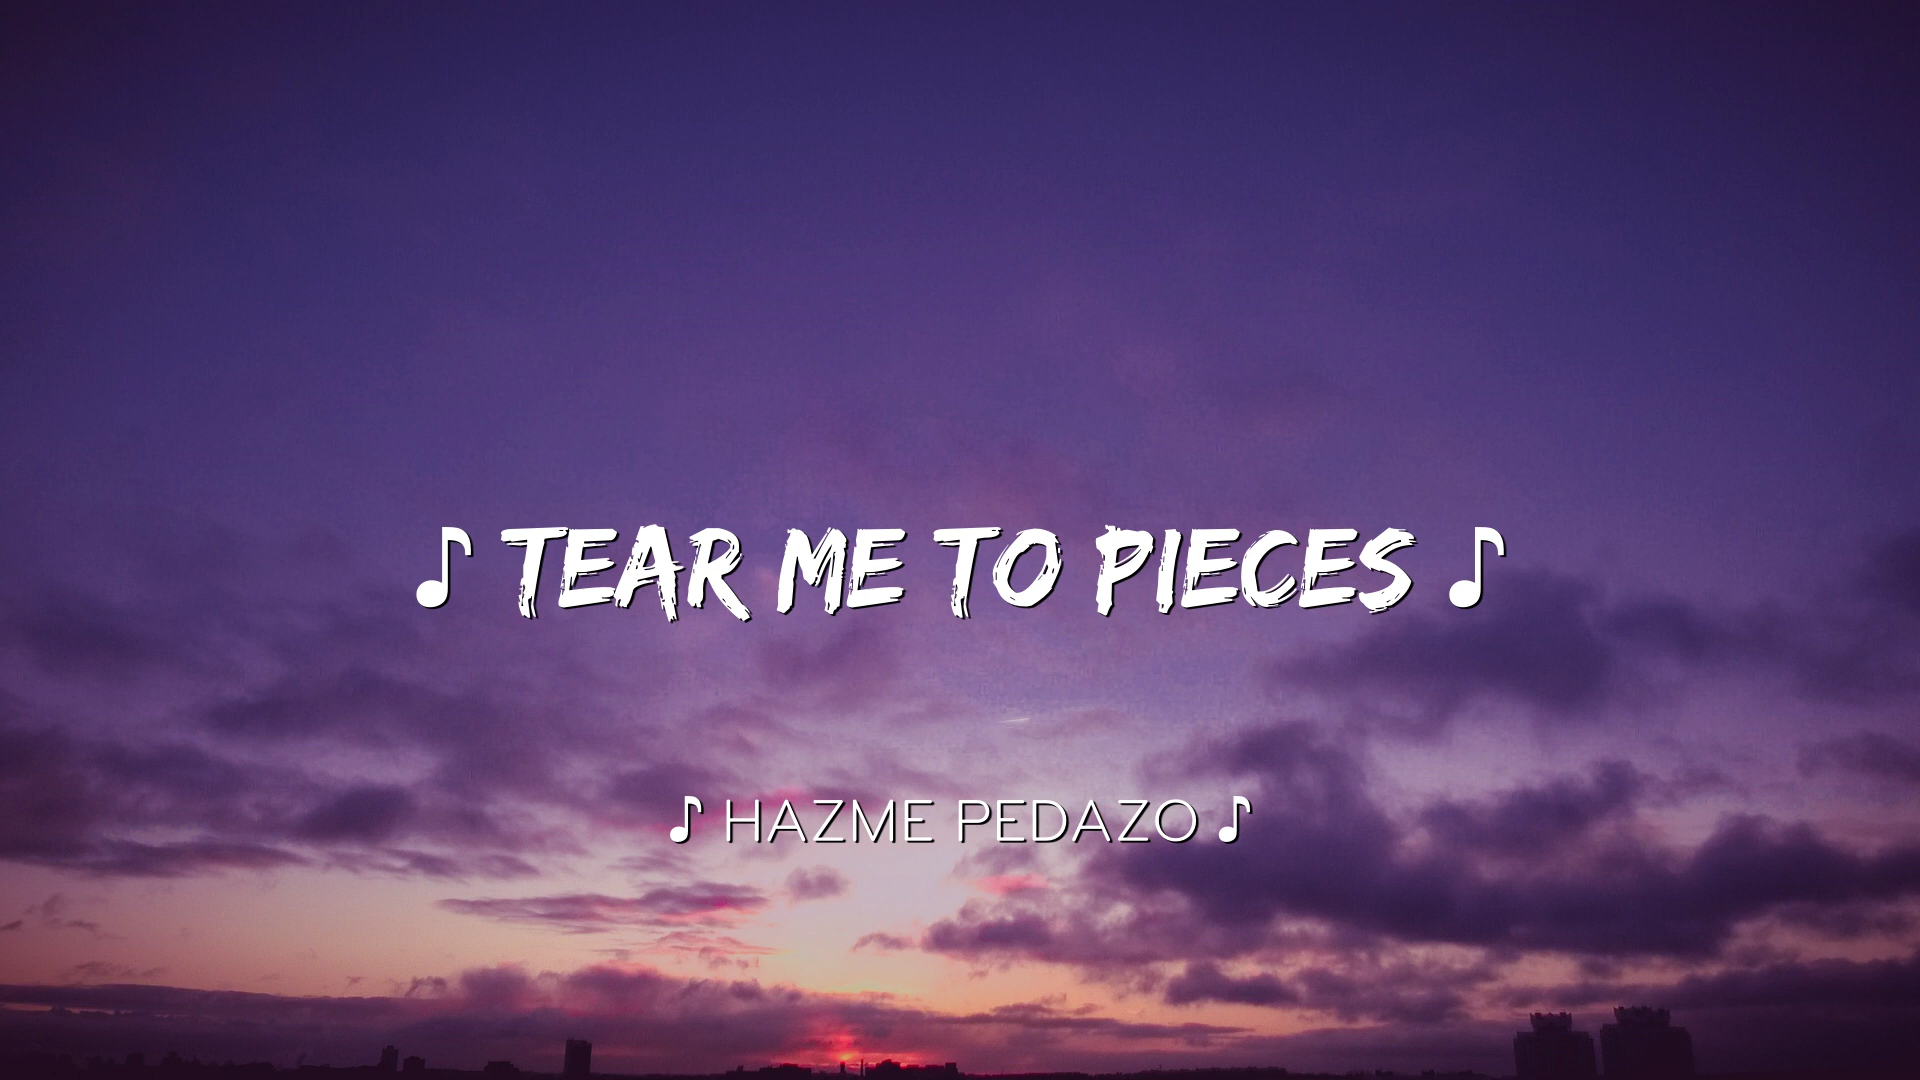 ♪ TEAR ME TO PIECES ♪
♪ HAZME PEDAZO ♪